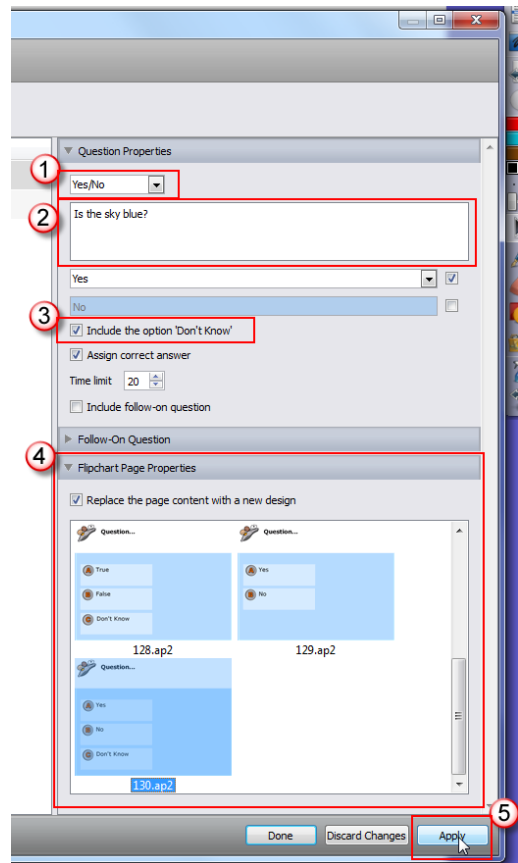 Question Properties
1
Yes/No
2
Is the sky blue?
Yes
No
3
Include the option 'Don't Know'
Assign correct answer
Time limit 20
Include follow-on question
Follow-On Question
4
Flipchart Page Properties
Replace the page content with a new design
Question...
Question...
A True
A Yes
B False
B No
C Don't Know
128.ap2
129.ap2
Question...
A Yes
B No
C Don't Know
130.ap2
5
Done Discard Changes Apply